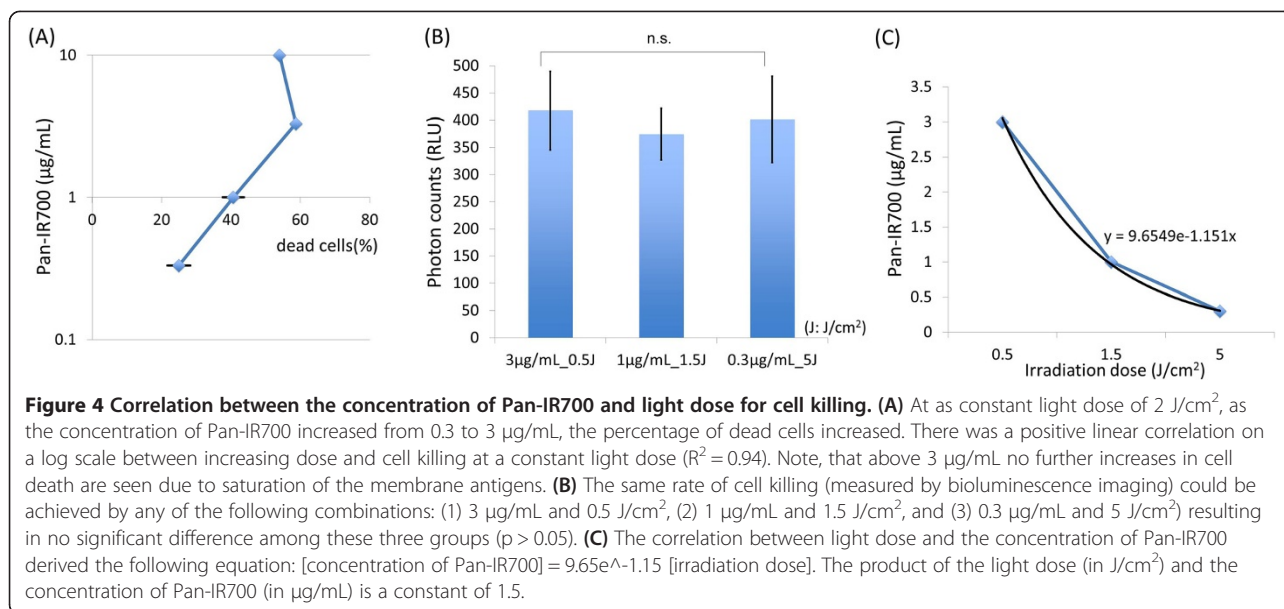 (A)
10
1
0.1
0 20 40 60 80
dead cells(%)
Pan-IR700 (µg/mL)
(B)
n.s.
500
450
400
350
300
250
200
150
100
50
0
Photon counts (RLU)
(J: J/cm²)
3µg/mL_0.5J 1µg/mL_1.5J 0.3µg/mL_5J
(C)
3.5
3
2.5
2
1.5
1
0.5
0
Pan-IR700 (µg/mL)
y = 9.6549e-1.151x
0.5 1.5 5
Irradiation dose (J/cm²)
Figure 4 Correlation between the concentration of Pan-IR700 and light dose for cell killing. (A) At as constant light dose of 2 J/cm², as
the concentration of Pan-IR700 increased from 0.3 to 3 µg/mL, the percentage of dead cells increased. There was a positive linear correlation on
a log scale between increasing dose and cell killing at a constant light dose (R² = 0.94). Note, that above 3 µg/mL no further increases in cell
death are seen due to saturation of the membrane antigens. (B) The same rate of cell killing (measured by bioluminescence imaging) could be
achieved by any of the following combinations: (1) 3 µg/mL and 0.5 J/cm², (2) 1 µg/mL and 1.5 J/cm², and (3) 0.3 µg/mL and 5 J/cm²) resulting
in no significant difference among these three groups (p > 0.05). (C) The correlation between light dose and the concentration of Pan-IR700
derived the following equation: [concentration of Pan-IR700] = 9.65e^-1.15 [irradiation dose]. The product of the light dose (in J/cm²) and the
concentration of Pan-IR700 (in µg/mL) is a constant of 1.5.